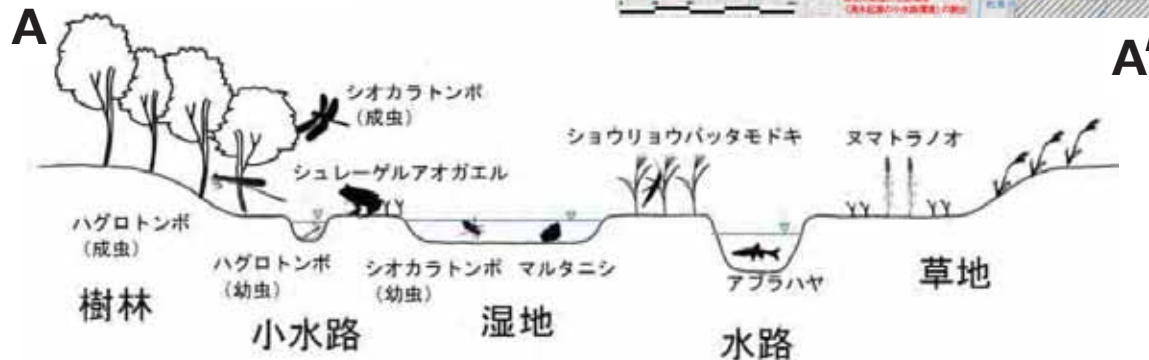 A
A'
シオカラトンボ
(成虫)
ショウリョウバッタモドキ
ヌマトラノオ
シュレーゲルアオガエル
ハグロトンボ
(成虫)
ハグロトンボ
(幼虫)
シオカラトンボ
(幼虫)
マルタニシ
アブラハヤ
樹林
小水路
湿地
水路
草地